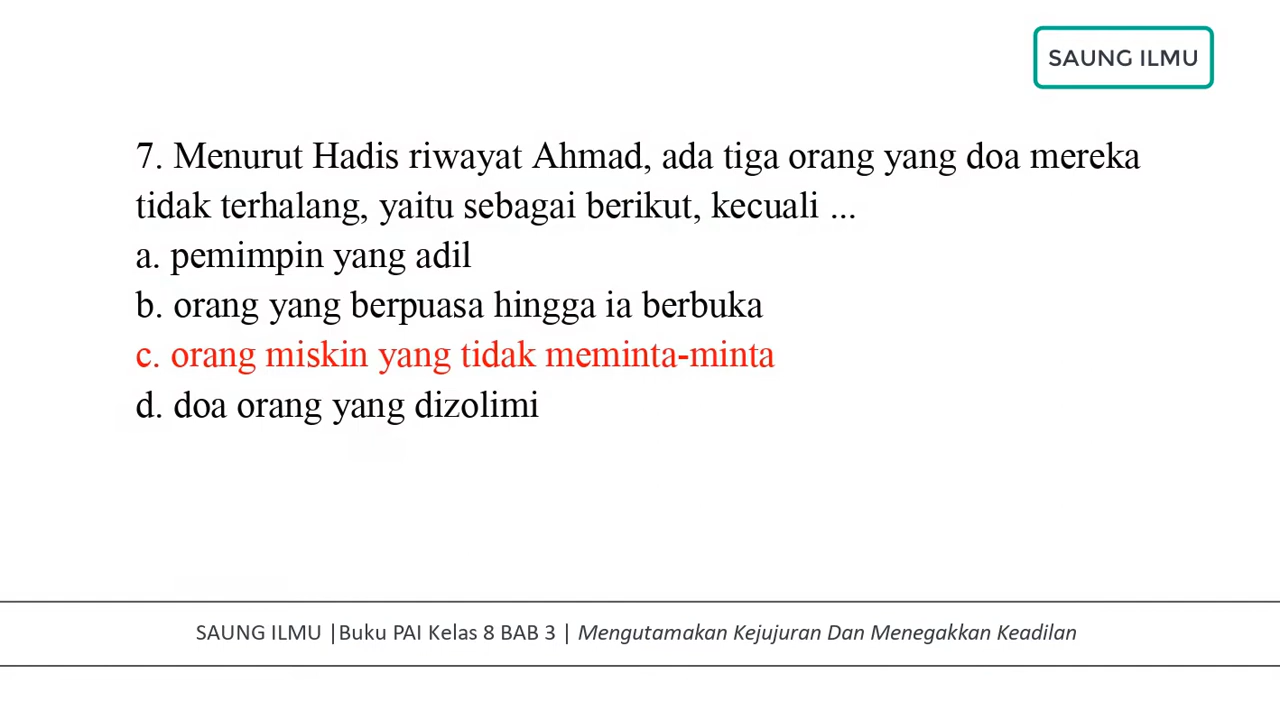 SAUNG ILMU
7. Menurut Hadis riwayat Ahmad, ada tiga orang yang doa mereka
tidak terhalang, yaitu sebagai berikut, kecuali ...
a. pemimpin yang adil
b. orang yang berpuasa hingga ia berbuka
c. orang miskin yang tidak meminta-minta
d. doa orang yang dizolimi
SAUNG ILMU |Buku PAI Kelas 8 BAB 3 | Mengutamakan Kejujuran Dan Menegakkan Keadilan